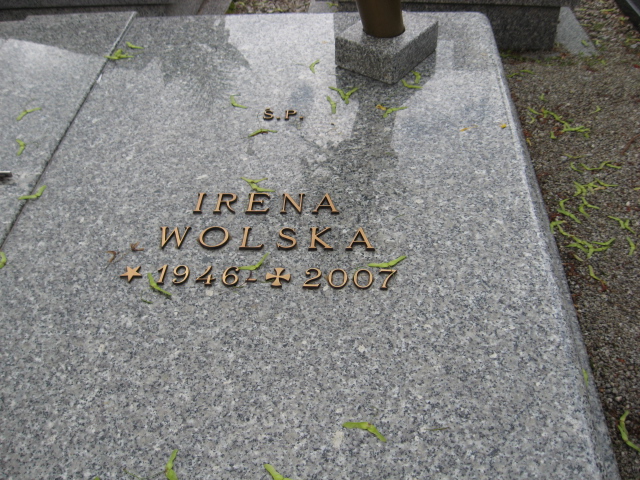 Ś.P.
IRENA
WOLSKA
★ 1946 - ✠ 2007